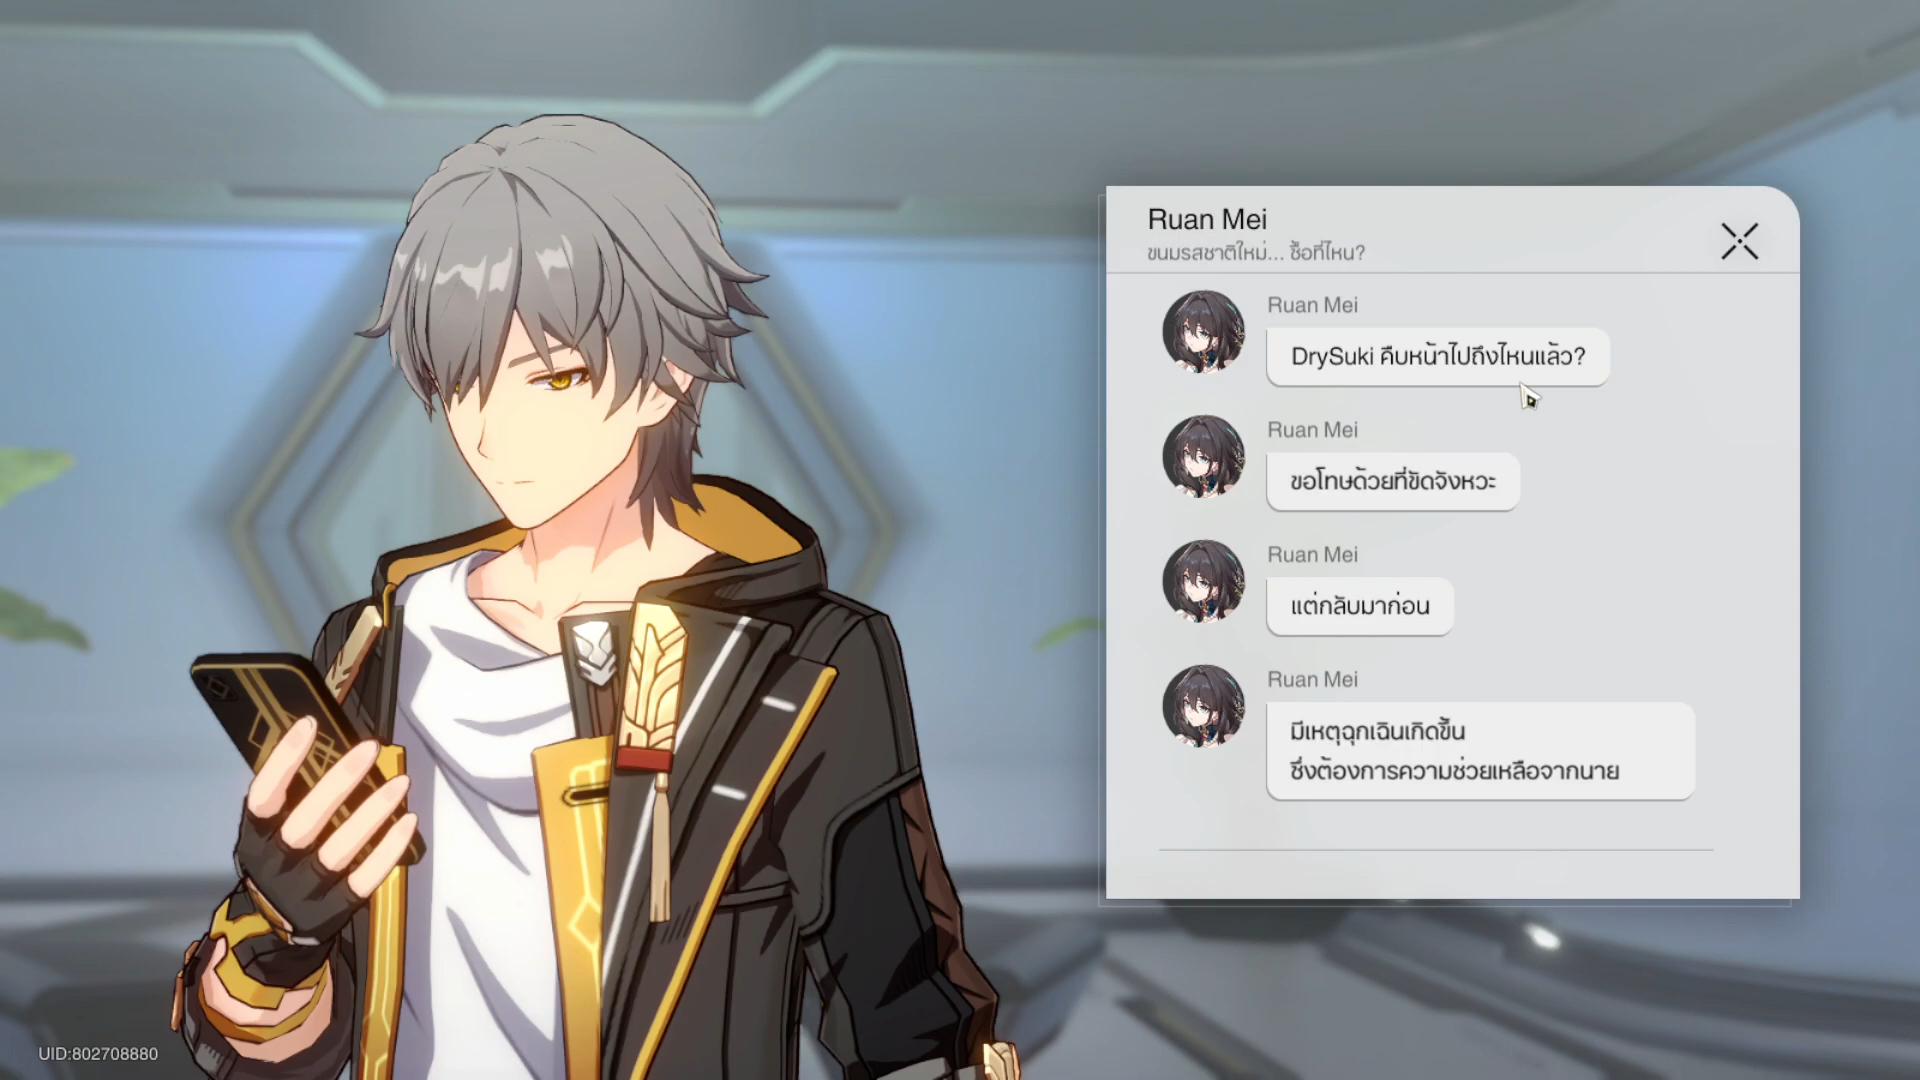 Ruan Mei
ขนมรสชาติใหม่... ซื้อที่ไหน?
Ruan Mei
DrySuki คืบหน้าไปถึงไหนแล้ว?
Ruan Mei
ขอโทษด้วยที่ขัดจังหวะ
Ruan Mei
แต่กลับมาก่อน
Ruan Mei
มีเหตุฉุกเฉินเกิดขึ้น
ซึ่งต้องการความช่วยเหลือจากนาย
UID:802708880